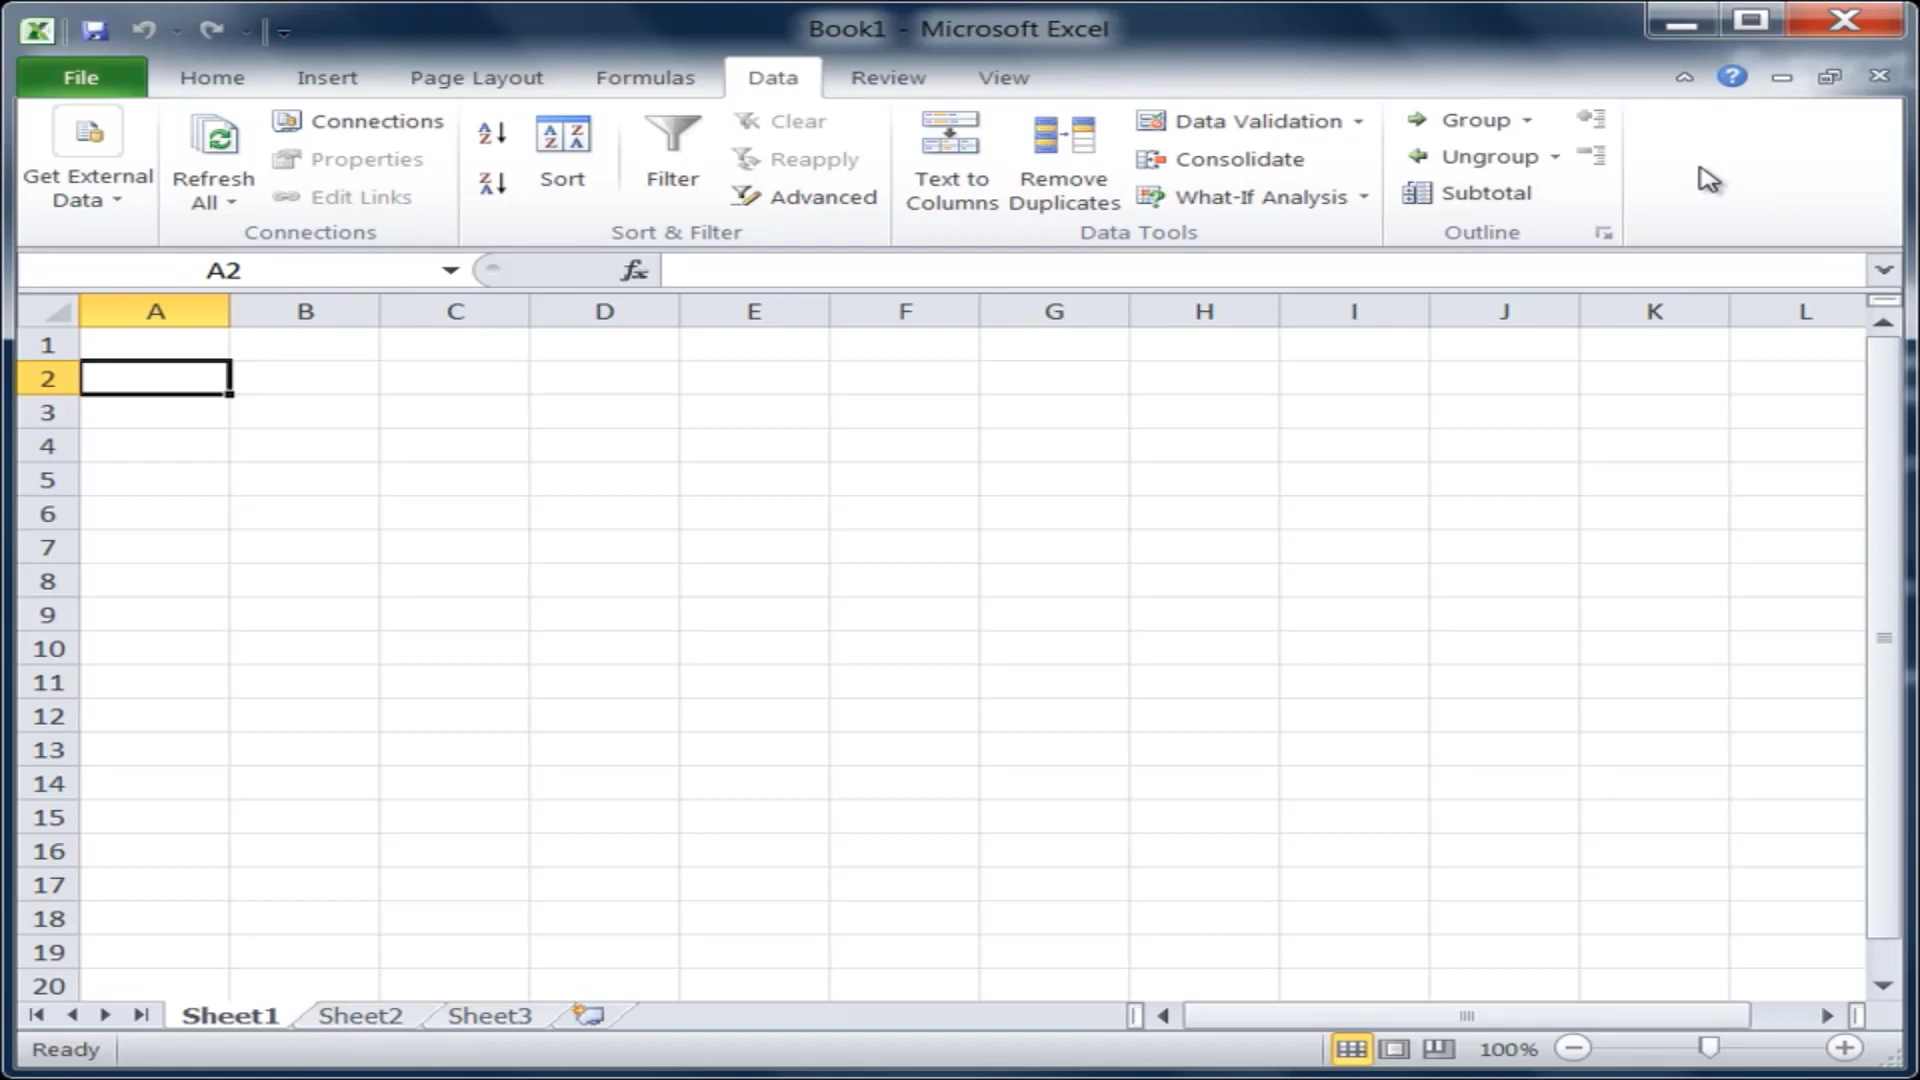 Book1 - Microsoft Excel
File Home Insert Page Layout Formulas Data Review View
Get External Data
Refresh All
Connections
Properties
Edit Links
Connections
Sort
Filter
Clear
Reapply
Advanced
Sort & Filter
Text to Columns
Remove Duplicates
Data Validation
Consolidate
What-If Analysis
Data Tools
Group
Ungroup
Subtotal
Outline
A2 fx
A B C D E F G H I J K L
1
2
3
4
5
6
7
8
9
10
11
12
13
14
15
16
17
18
19
20
Sheet1 Sheet2 Sheet3
Ready 100%